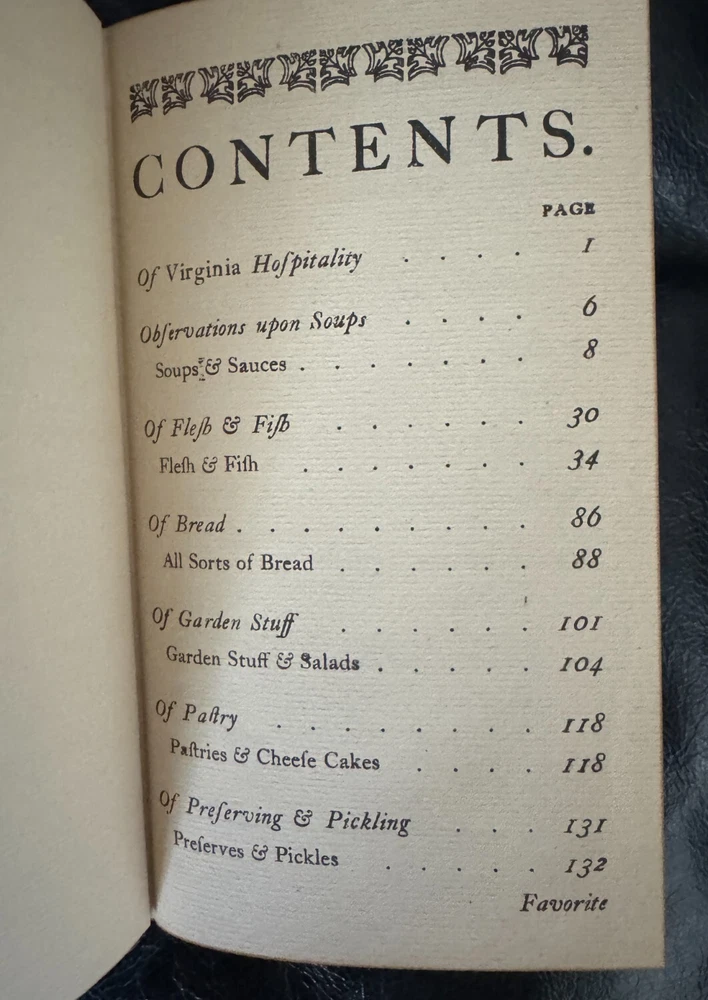 CONTENTS.
PAGE
Of Virginia Hoſpitality . . . . 1
Obſervations upon Soups . . . . 6
Soups & Sauces . . . . . . . 8
Of Fleſh & Fiſh . . . . . . 30
Fleſh & Fiſh . . . . . . . 34
Of Bread . . . . . . . . . 86
All Sorts of Bread . . . . . 88
Of Garden Stuff . . . . . . 101
Garden Stuff & Salads . . . . . 104
Of Paſtry . . . . . . . . 118
Paſtries & Cheeſe Cakes . . . . 118
Of Preſerving & Pickling . . . 131
Preſerves & Pickles . . . . 132
Favorite